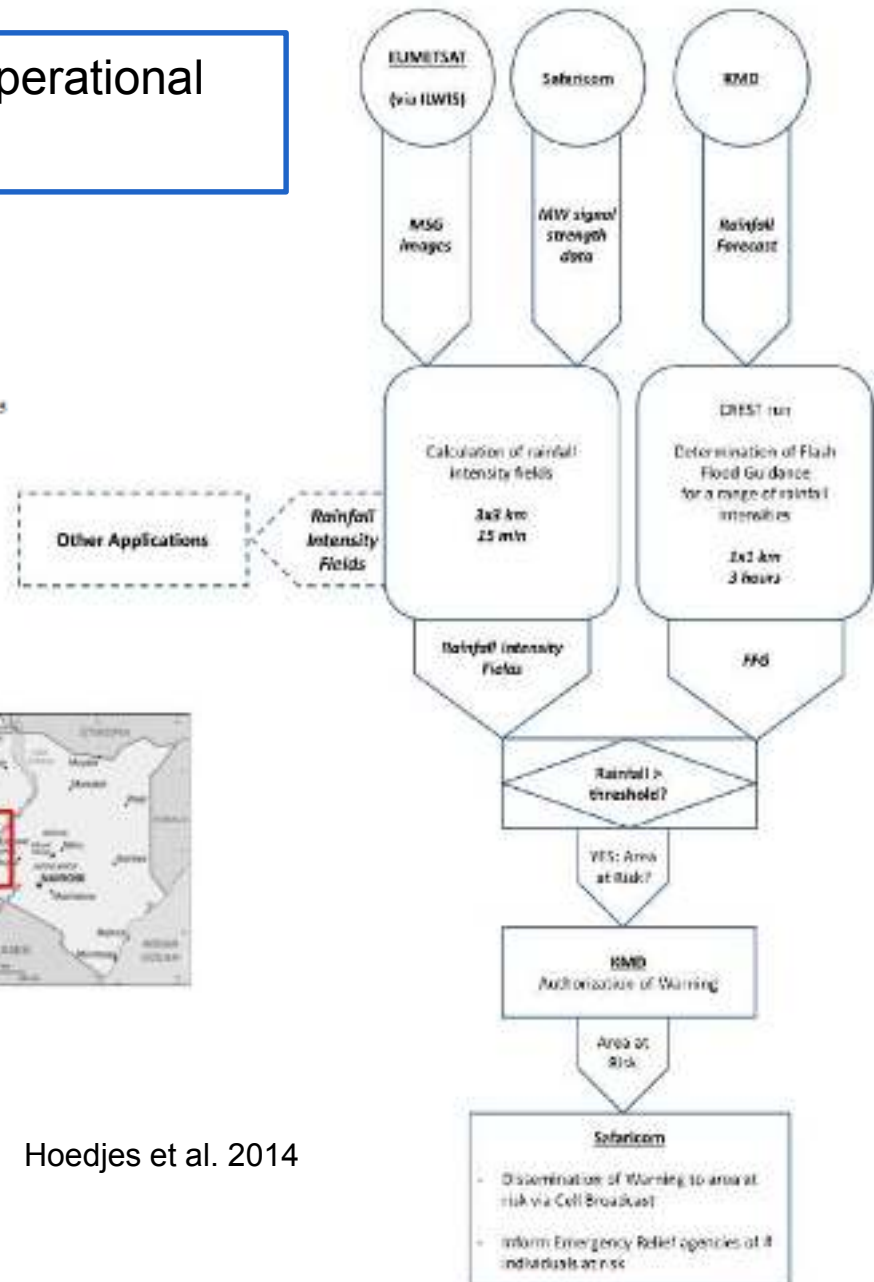 perational
EUMETSAT
(via ILWIS)
Safaricom
KMD
MSG
images
MW signal
strength
data
Rainfall
Forecast
Calculation of rainfall
intensity fields
3x3 km
15 min
CREST run
Determination of Flash
Flood Guidance
for a range of rainfall
intensities
1x1 km
3 hours
Other Applications
Rainfall
Intensity
Fields
Rainfall Intensity
Fields
FFG
Rainfall >
threshold?
YES: Area
at Risk?
KMD
Authorization of Warning
Area at
Risk
ETHIOPIA
NAIROBI
INDIAN
OCEAN
Hoedjes et al. 2014
Safaricom
- Dissemination of Warning to area at
risk via Cell Broadcast
- Inform Emergency Relief agencies of #
individuals at risk